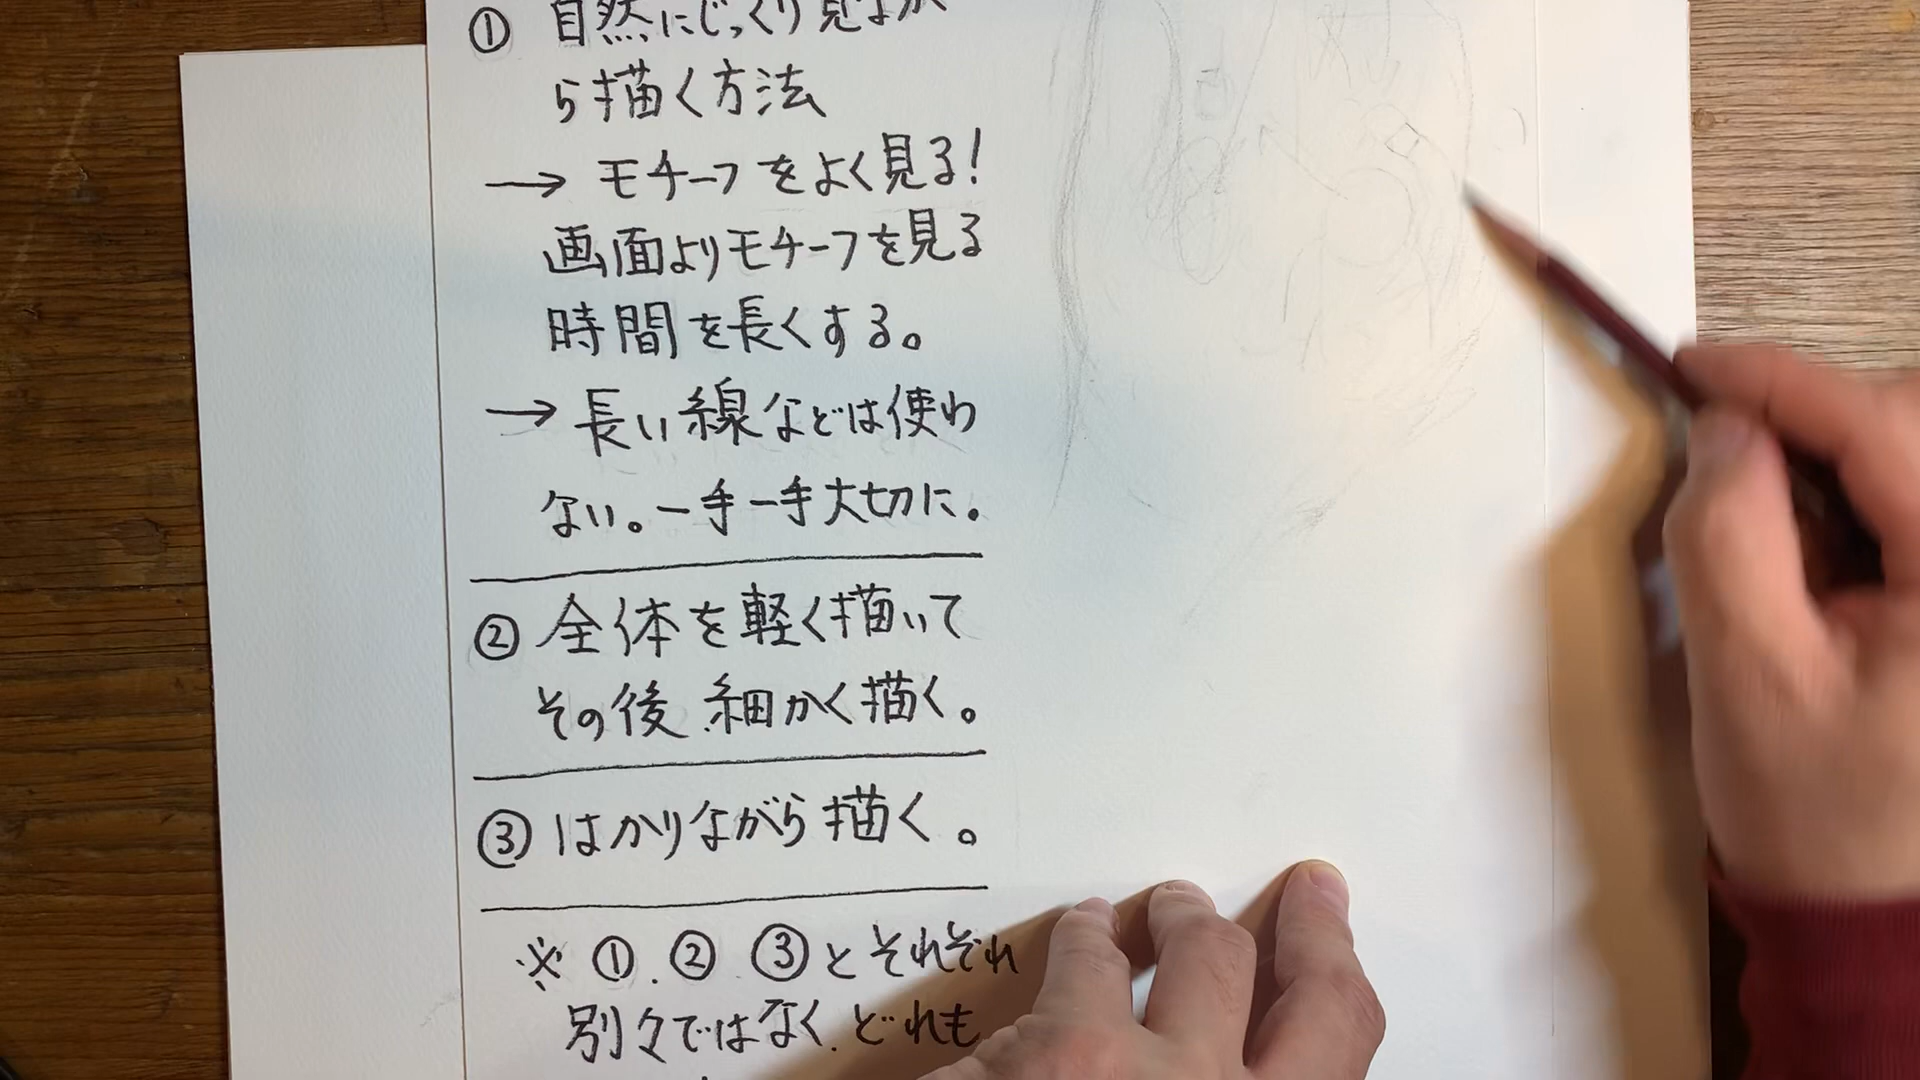 ① 自然にじっくり見なが
ら描く方法
→ モチーフをよく見る！
画面よりモチーフを見る
時間を長くする。
→ 長い線などは使わ
ない。一手一手大切に。
② 全体を軽く描いて
その後、細かく描く。
③ はかりながら描く。
※ ①.② ③とそれぞれ
別々ではなく、どれも